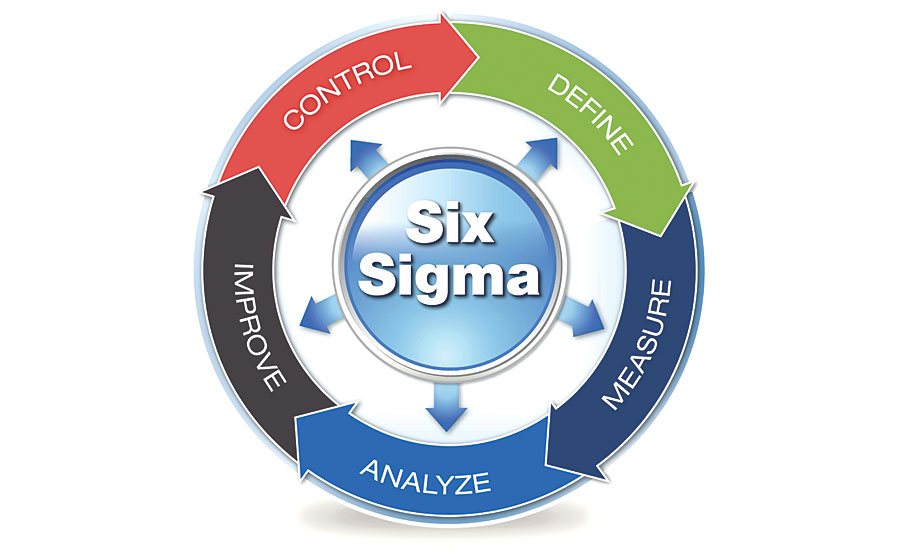 Six
Sigma
DEFINE
MEASURE
ANALYZE
IMPROVE
CONTROL